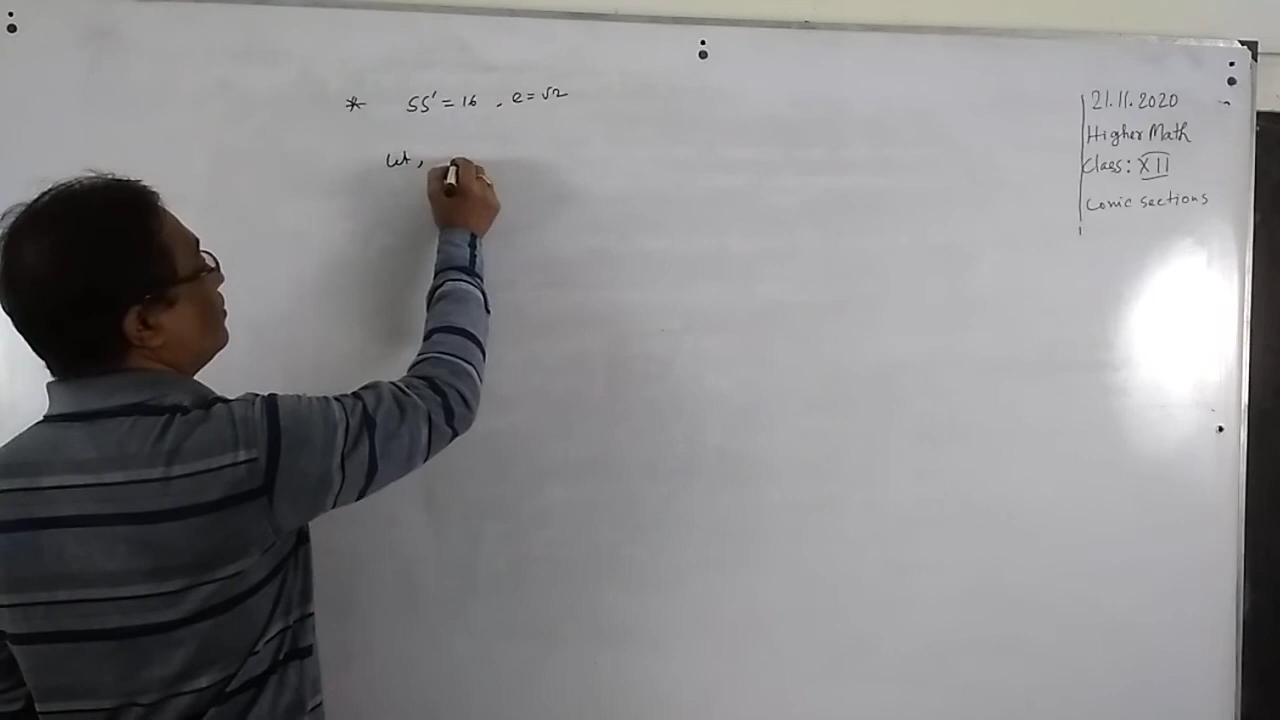 * SS' = 16 , e = √2
Let,
21.11.2020
Higher Math
Class: XII
Conic sections